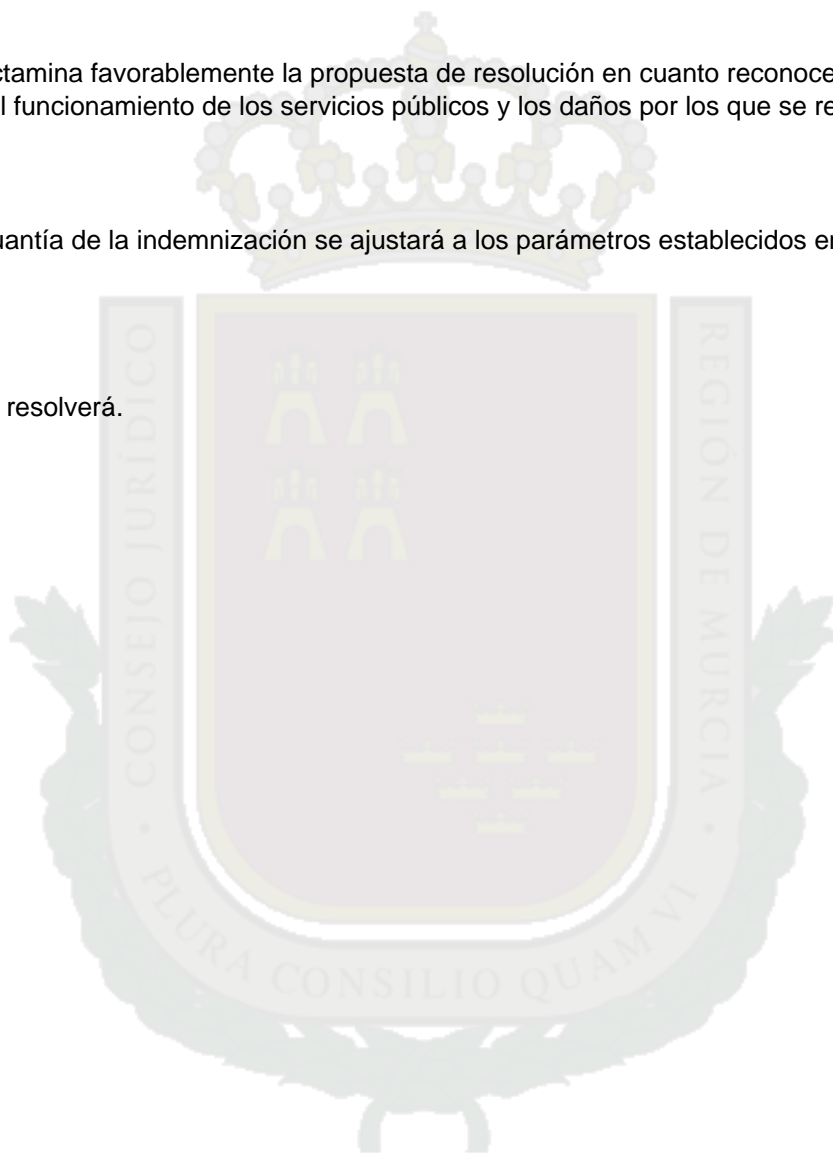 ctamina favorablemente la propuesta de resolución en cuanto reconoce
l funcionamiento de los servicios públicos y los daños por los que se re
uantía de la indemnización se ajustará a los parámetros establecidos en
resolverá.
CONSEJO JURÍDICO
REGIÓN DE MURCIA
PLURA CONSILIO QUAM VI